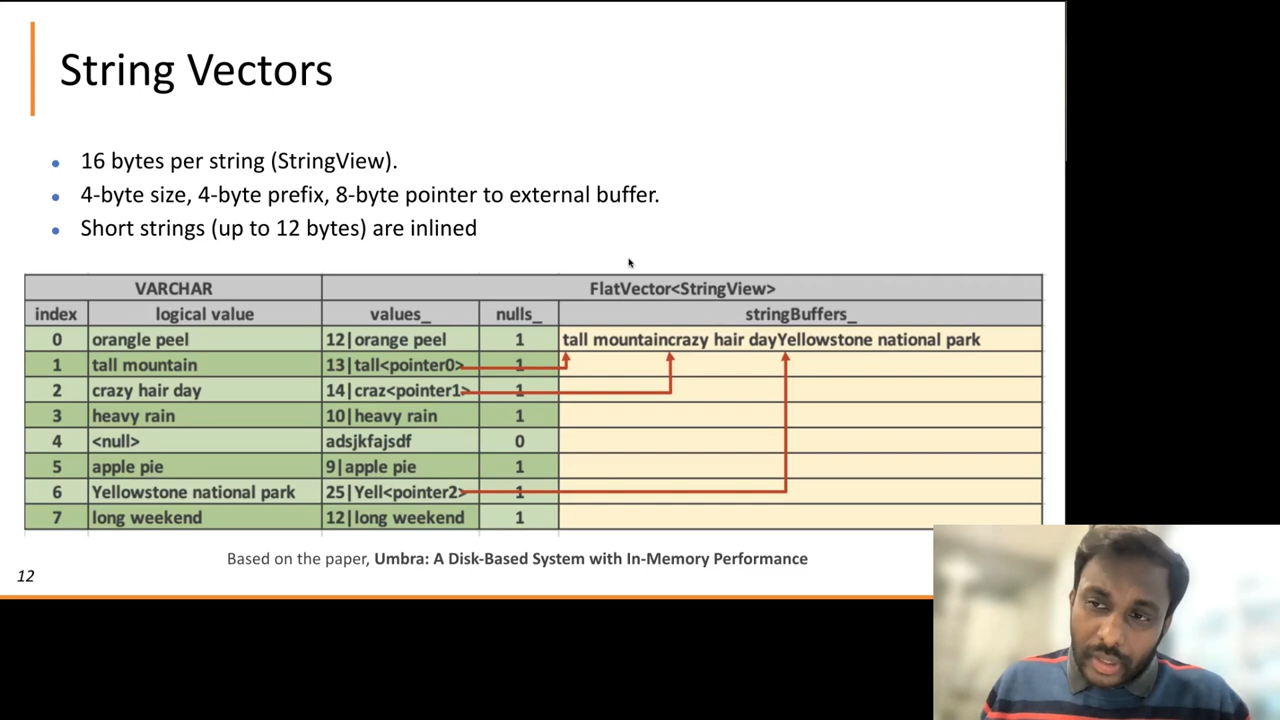 String Vectors
16 bytes per string (StringView).
4-byte size, 4-byte prefix, 8-byte pointer to external buffer.
Short strings (up to 12 bytes) are inlined
VARCHAR FlatVector<StringView>
index logical value values_ nulls_ stringBuffers_
0 orangle peel 12|orange peel 1 tall mountaincrazy hair dayYellowstone national park
1 tall mountain 13|tall<pointer0> 1
2 crazy hair day 14|craz<pointer1> 1
3 heavy rain 10|heavy rain 1
4 <null> adsjkfajsdf 0
5 apple pie 9|apple pie 1
6 Yellowstone national park 25|Yell<pointer2> 1
7 long weekend 12|long weekend 1
Based on the paper, Umbra: A Disk-Based System with In-Memory Performance
12